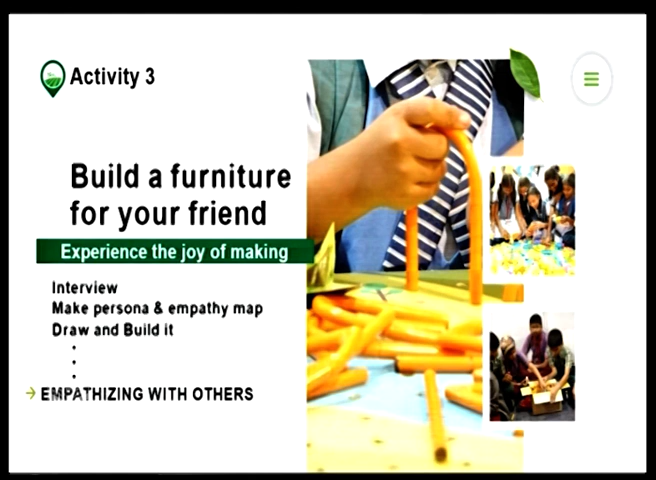 Activity 3
Build a furniture
for your friend
Experience the joy of making
Interview
Make persona & empathy map
Draw and Build it
EMPATHIZING WITH OTHERS